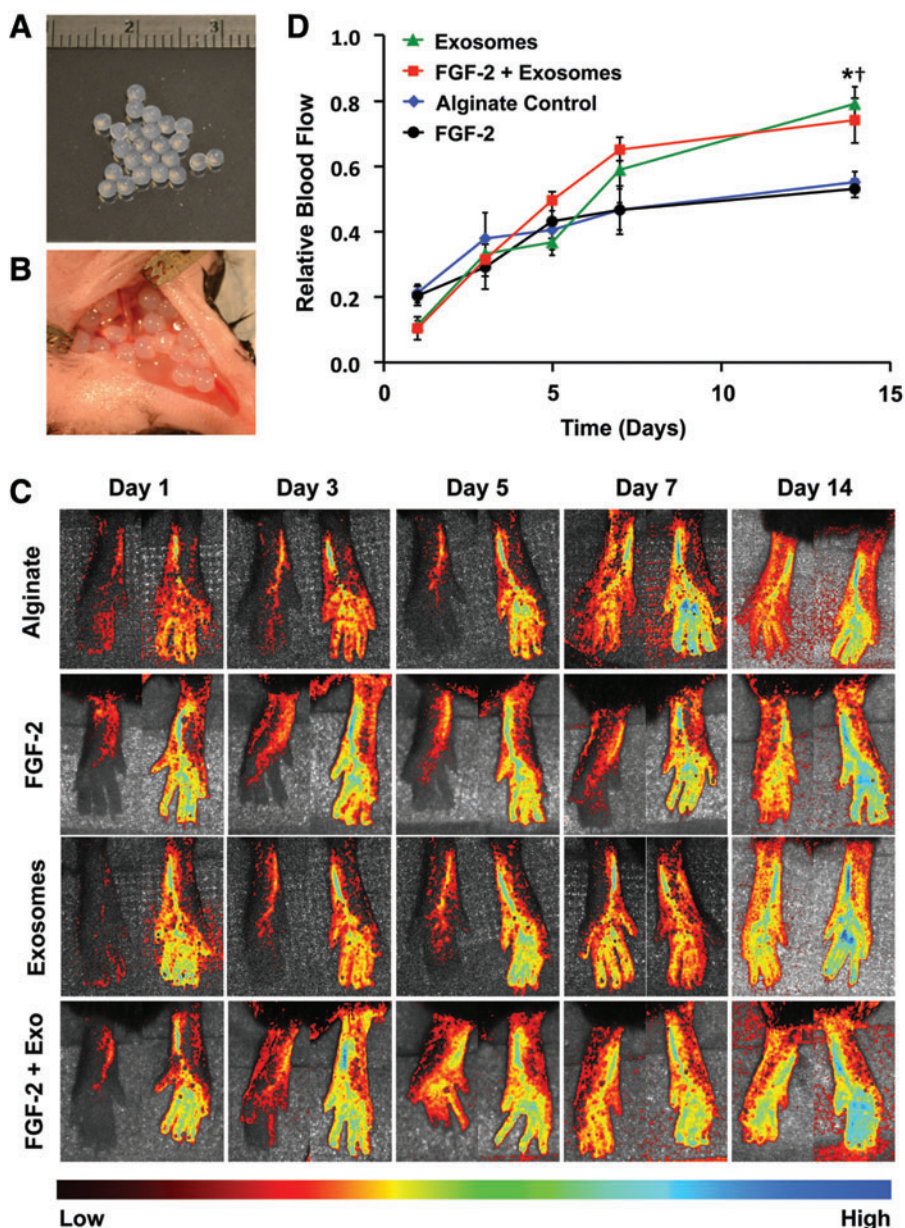 A
2 3
B
D
1.0
0.8
0.6
0.4
0.2
0.0
Relative Blood Flow
Exosomes
FGF-2 + Exosomes
Alginate Control
FGF-2
*†
0 5 10 15
Time (Days)
C
Day 1 Day 3 Day 5 Day 7 Day 14
Alginate
FGF-2
Exosomes
FGF-2 + Exo
Low High